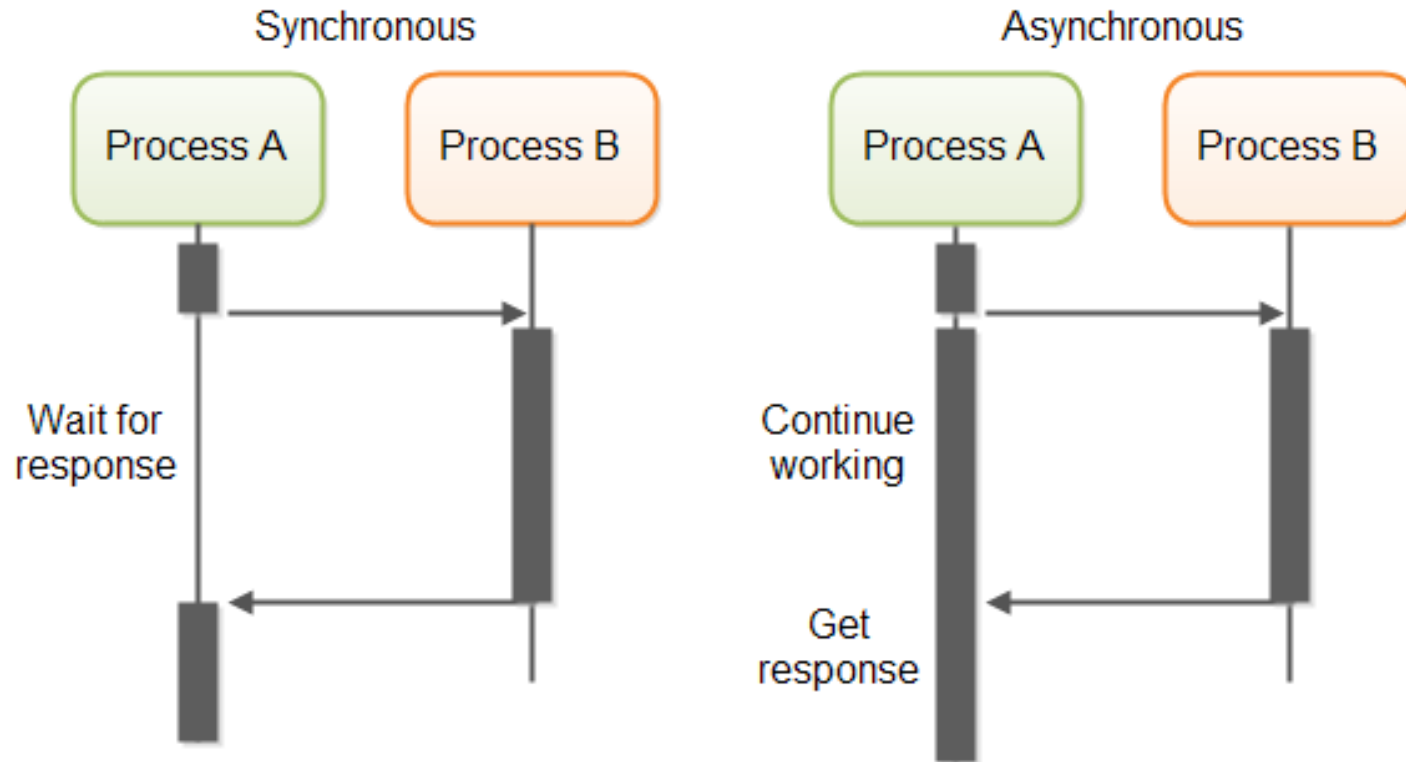 Synchronous
Process A
Process B
Wait for
response
Asynchronous
Process A
Process B
Continue
working
Get
response